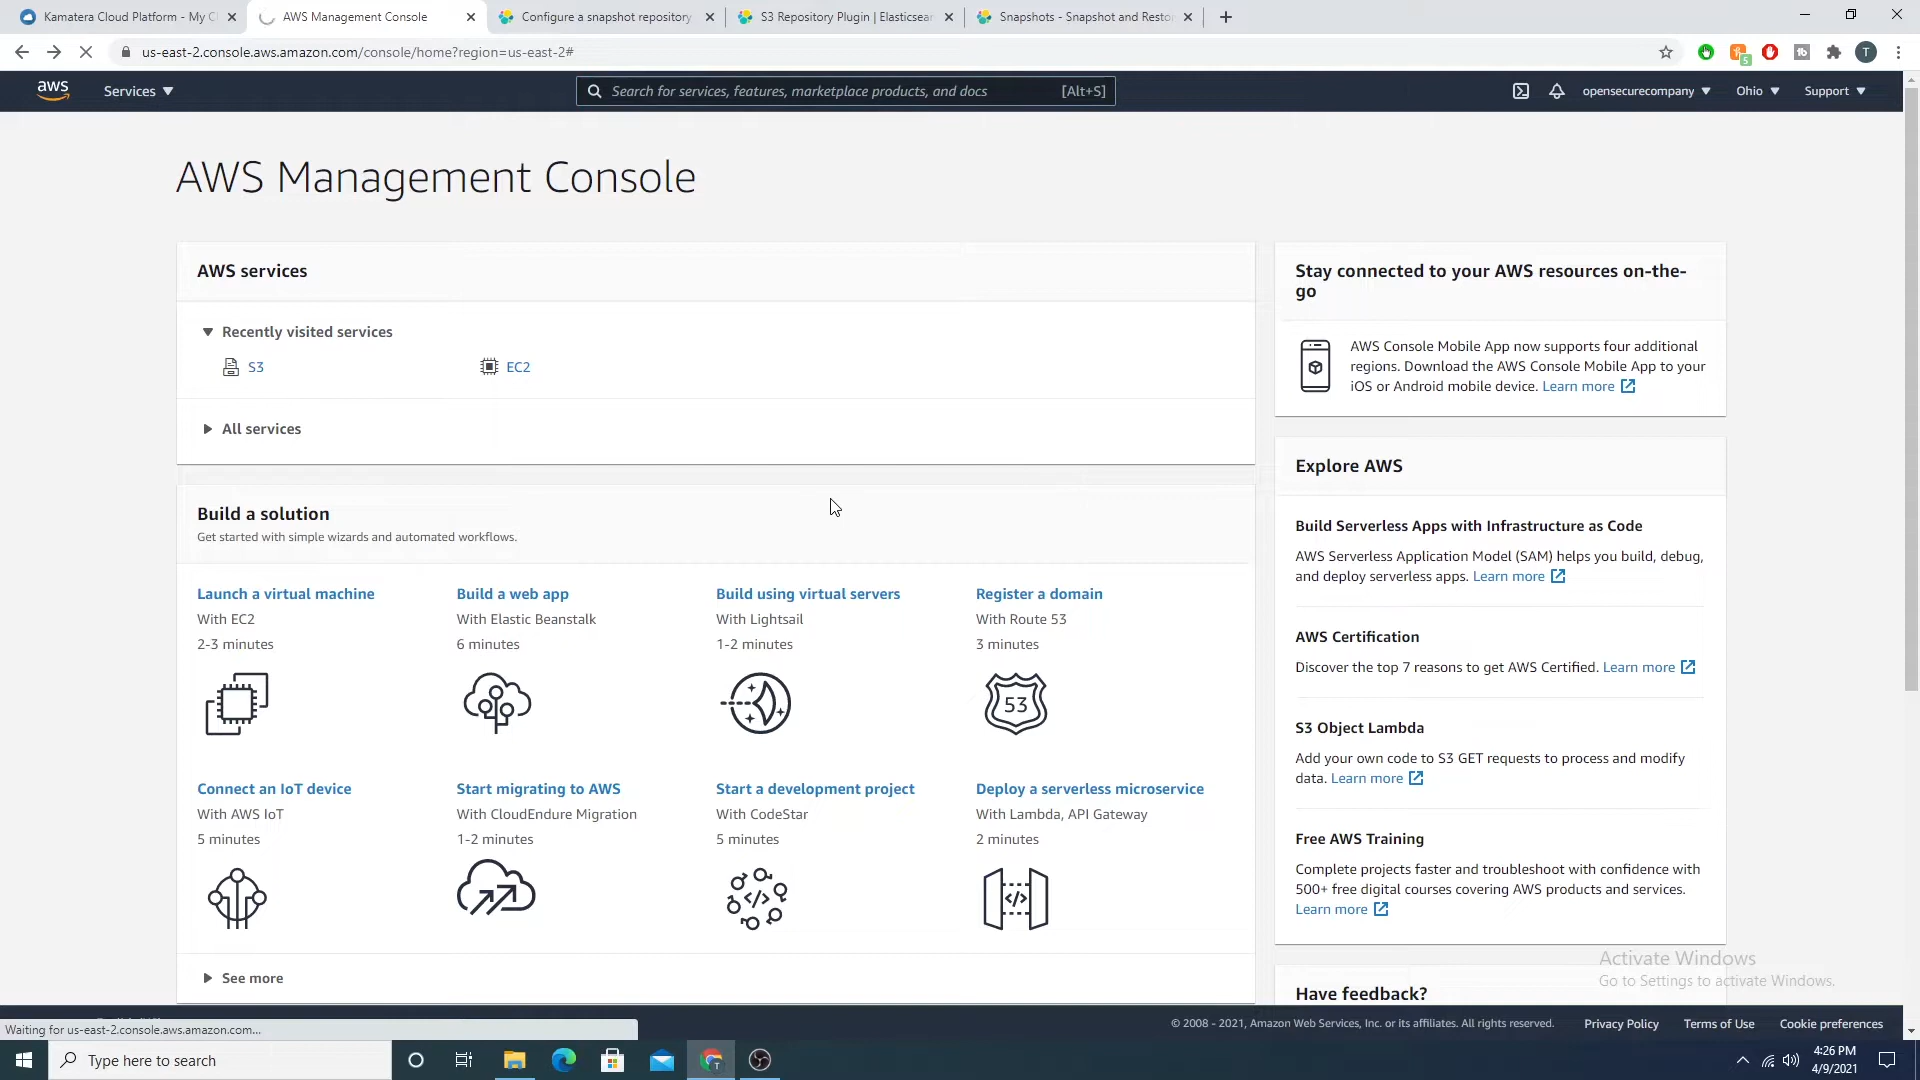 Kamatera Cloud Platform - My C
AWS Management Console
Configure a snapshot repository
S3 Repository Plugin | Elasticsear
Snapshots - Snapshot and Resto
us-east-2.console.aws.amazon.com/console/home?region=us-east-2#
5
T
aws
Services
Search for services, features, marketplace products, and docs
[Alt+S]
opensecurecompany
Ohio
Support
AWS Management Console
AWS services
Recently visited services
S3
EC2
All services
Build a solution
Get started with simple wizards and automated workflows.
Launch a virtual machine
With EC2
2-3 minutes
Build a web app
With Elastic Beanstalk
6 minutes
Build using virtual servers
With Lightsail
1-2 minutes
Register a domain
With Route 53
3 minutes
53
Connect an IoT device
With AWS IoT
5 minutes
Start migrating to AWS
With CloudEndure Migration
1-2 minutes
Start a development project
With CodeStar
5 minutes
Deploy a serverless microservice
With Lambda, API Gateway
2 minutes
See more
Stay connected to your AWS resources on-the-
go
AWS Console Mobile App now supports four additional
regions. Download the AWS Console Mobile App to your
iOS or Android mobile device. Learn more
Explore AWS
Build Serverless Apps with Infrastructure as Code
AWS Serverless Application Model (SAM) helps you build, debug,
and deploy serverless apps. Learn more
AWS Certification
Discover the top 7 reasons to get AWS Certified. Learn more
S3 Object Lambda
Add your own code to S3 GET requests to process and modify
data. Learn more
Free AWS Training
Complete projects faster and troubleshoot with confidence with
500+ free digital courses covering AWS products and services.
Learn more
Have feedback?
Activate Windows
Go to Settings to activate Windows.
Waiting for us-east-2.console.aws.amazon.com...
© 2008 - 2021, Amazon Web Services, Inc. or its affiliates. All rights reserved.
Privacy Policy
Terms of Use
Cookie preferences
Type here to search
4:26 PM
4/9/2021